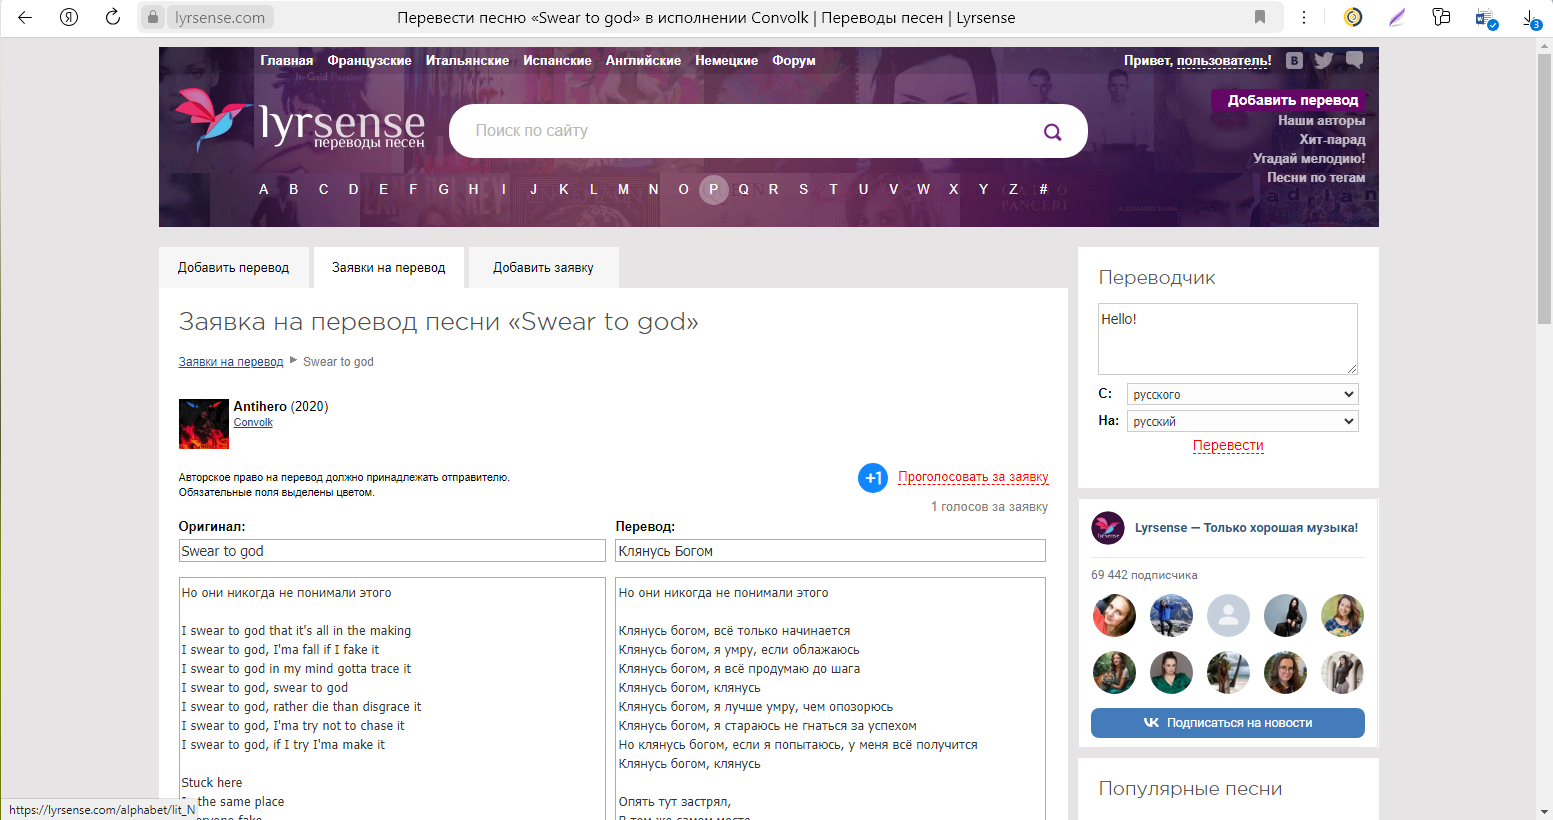 lyrsense.com
Перевести песню «Swear to god» в исполнении Convolk | Переводы песен | Lyrsense
3
Главная Французские Итальянские Испанские Английские Немецкие Форум
Привет, пользователь!
lyrsense
переводы песен
Поиск по сайту
Добавить перевод
Наши авторы
Хит-парад
Угадай мелодию!
Песни по тегам
A B C D E F G H I J K L M N O P Q R S T U V W X Y Z #
Добавить перевод
Заявки на перевод
Добавить заявку
Заявка на перевод песни «Swear to god»
Заявки на перевод Swear to god
Antihero (2020)
Convolk
Авторское право на перевод должно принадлежать отправителю.
Обязательные поля выделены цветом.
+1 Проголосовать за заявку
1 голосов за заявку
Оригинал:
Swear to god
Но они никогда не понимали этого
I swear to god that it's all in the making
I swear to god, I'ma fall if I fake it
I swear to god in my mind gotta trace it
I swear to god, swear to god
I swear to god, rather die than disgrace it
I swear to god, I'ma try not to chase it
I swear to god, if I try I'ma make it
Stuck here
the same place
Перевод:
Клянусь Богом
Но они никогда не понимали этого
Клянусь богом, всё только начинается
Клянусь богом, я умру, если облажаюсь
Клянусь богом, я всё продумаю до шага
Клянусь богом, клянусь
Клянусь богом, я лучше умру, чем опозорюсь
Клянусь богом, я стараюсь не гнаться за успехом
Но клянусь богом, если я попытаюсь, у меня всё получится
Клянусь богом, клянусь
Опять тут застрял,
Переводчик
Hello!
С: русского
На: русский
Перевести
Lyrsense — Только хорошая музыка!
69 442 подписчика
Подписаться на новости
Популярные песни
https://lyrsense.com/alphabet/lit_N